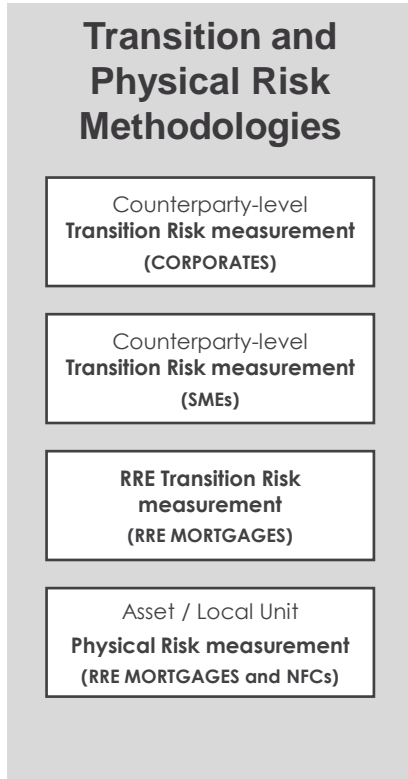 Transition and
Physical Risk
Methodologies
Counterparty-level
Transition Risk measurement
(CORPORATES)
Counterparty-level
Transition Risk measurement
(SMEs)
RRE Transition Risk
measurement
(RRE MORTGAGES)
Asset / Local Unit
Physical Risk measurement
(RRE MORTGAGES and NFCs)